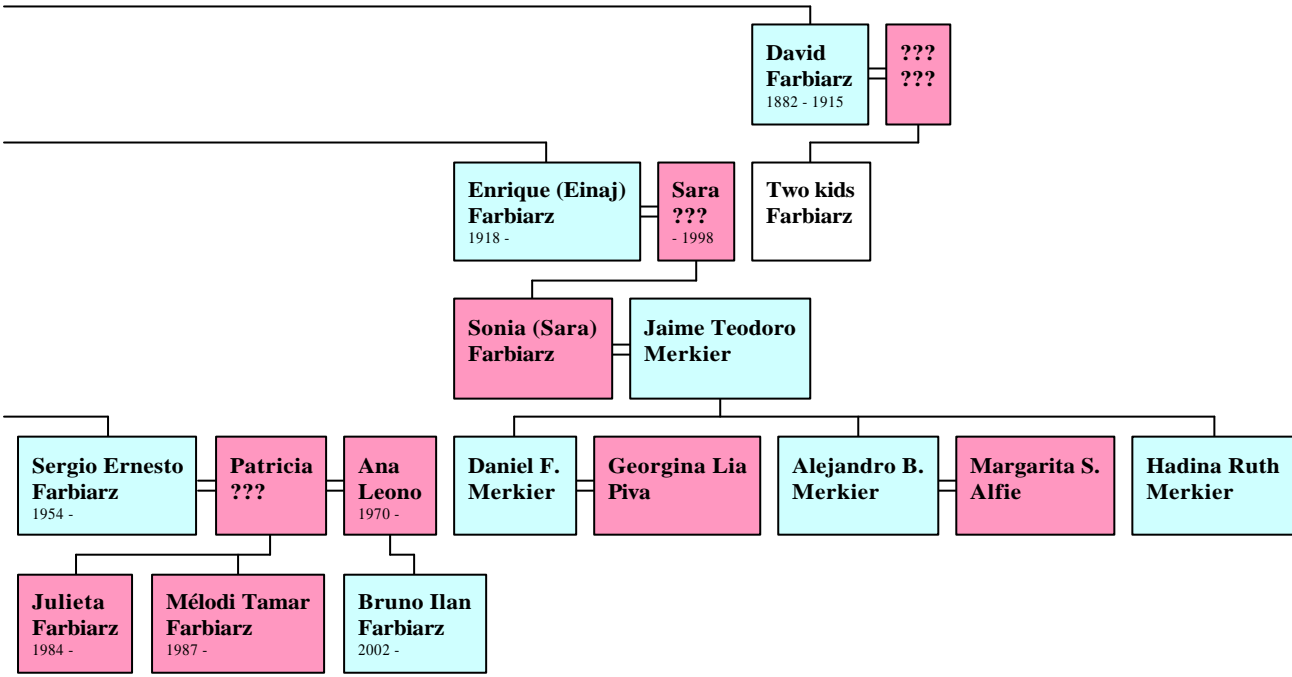 David
Farbiarz
1882 - 1915
???
???
Enrique (Einaj)
Farbiarz
1918 -
Sara
???
- 1998
Two kids
Farbiarz
Sonia (Sara)
Farbiarz
Jaime Teodoro
Merkier
Sergio Ernesto
Farbiarz
1954 -
Patricia
???
Ana
Leono
1970 -
Daniel F.
Merkier
Georgina Lia
Piva
Alejandro B.
Merkier
Margarita S.
Alfie
Hadina Ruth
Merkier
Julieta
Farbiarz
1984 -
Mélodi Tamar
Farbiarz
1987 -
Bruno Ilan
Farbiarz
2002 -